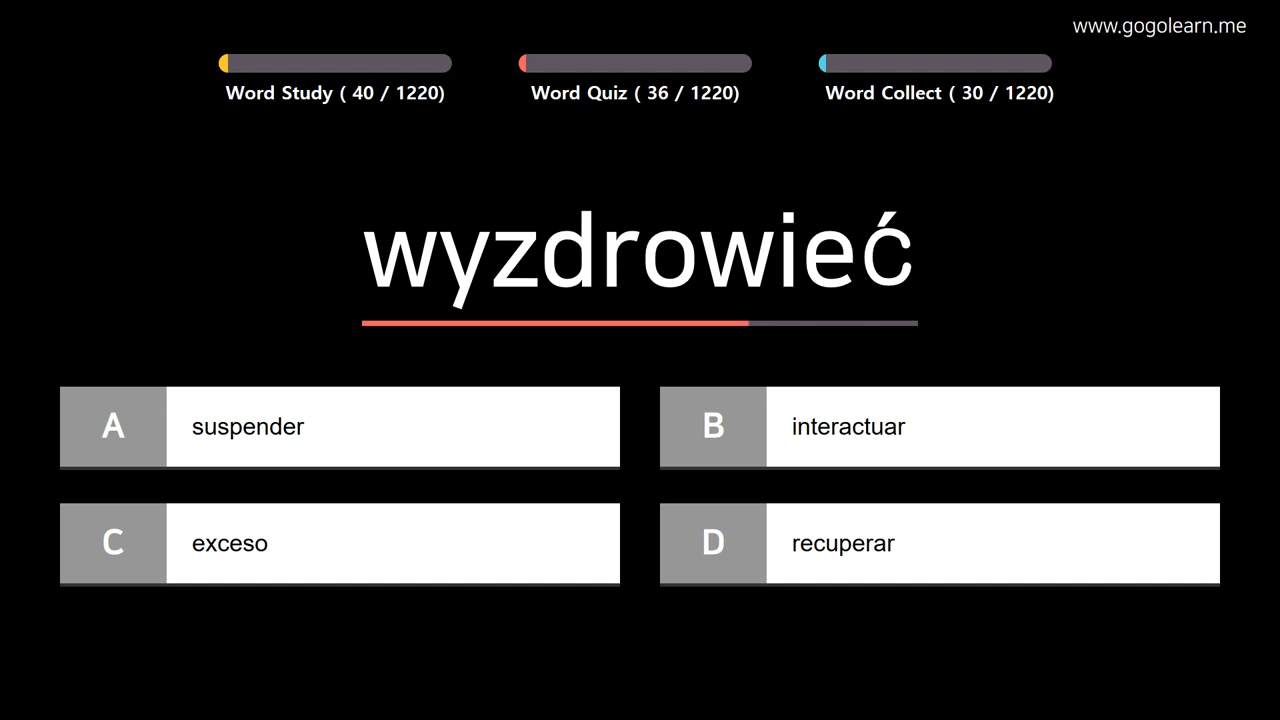 www.gogolearn.me
Word Study ( 40 / 1220)
Word Quiz ( 36 / 1220)
Word Collect ( 30 / 1220)
wyzdrowieć
A suspender
B interactuar
C exceso
D recuperar